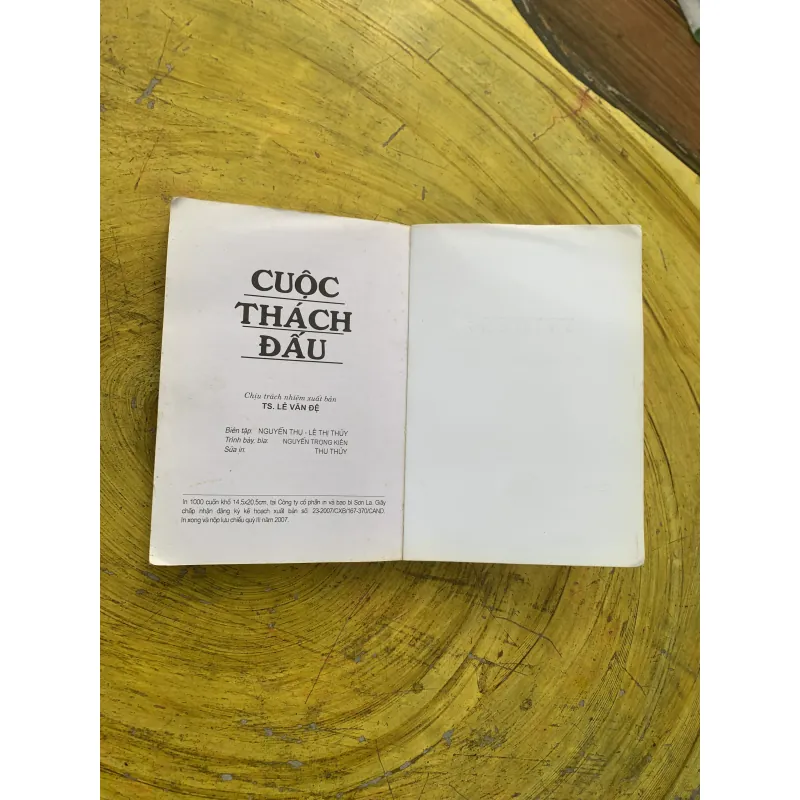 CUỘC
THÁCH
ĐẤU
Chịu trách nhiệm xuất bản
TS. LÊ VĂN ĐỆ
Biên tập: NGUYỄN THỤ - LÊ THỊ THỦY
Trình bày, bìa: NGUYỄN TRỌNG KIÊN
Sửa in: THU THỦY
In 1000 cuốn khổ 14,5x20,5cm, tại Công ty cổ phần in và bao bì Sơn La. Giấy
chấp nhận đăng ký kế hoạch xuất bản số 23-2007/CXB/167-370/CAND.
In xong và nộp lưu chiểu quý III năm 2007.